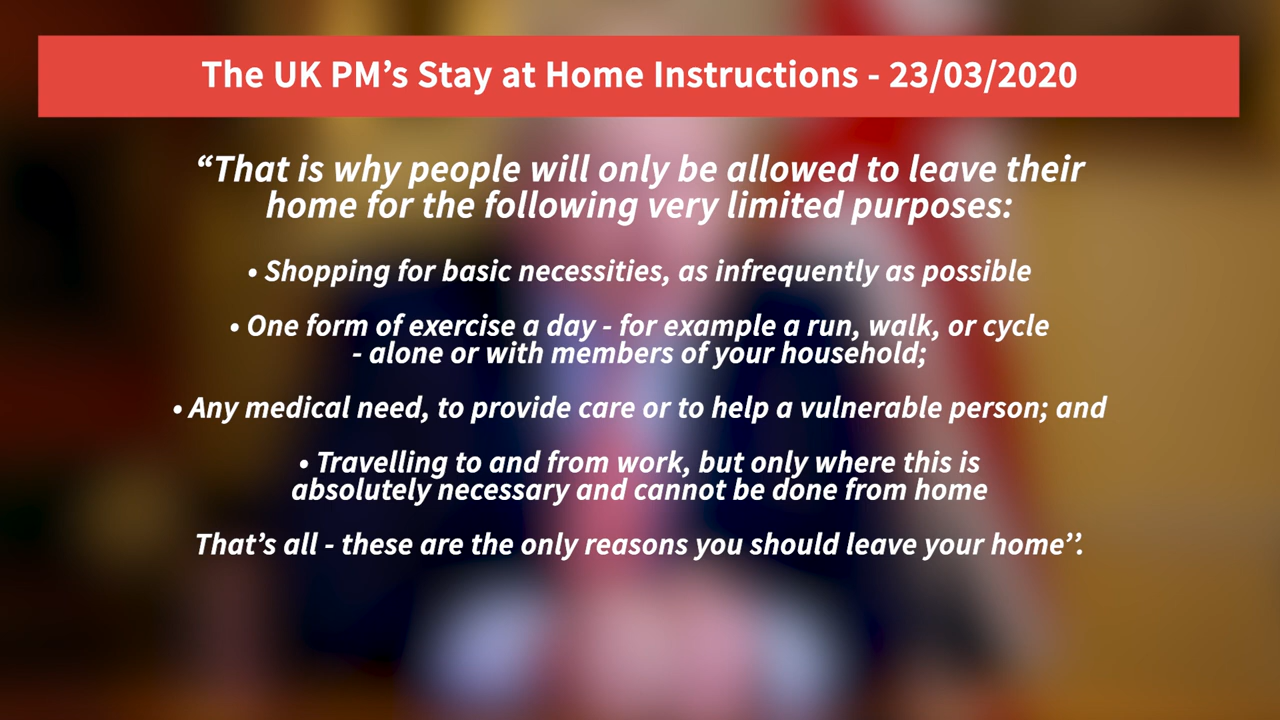 The UK PM’s Stay at Home Instructions - 23/03/2020
“That is why people will only be allowed to leave their
home for the following very limited purposes:
• Shopping for basic necessities, as infrequently as possible
• One form of exercise a day - for example a run, walk, or cycle
- alone or with members of your household;
• Any medical need, to provide care or to help a vulnerable person; and
• Travelling to and from work, but only where this is
absolutely necessary and cannot be done from home
That’s all - these are the only reasons you should leave your home’’.